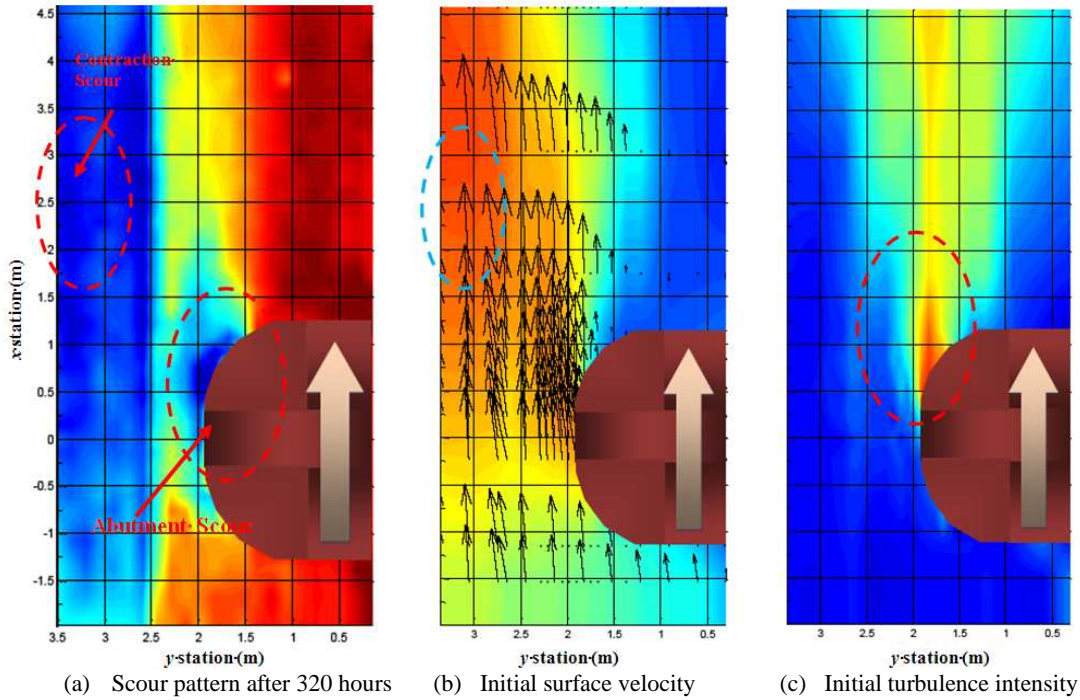 4.5
4
3.5
3
2.5
2
1.5
1
0.5
0
-0.5
-1
-1.5
x·station·(m)
Contraction·
Scour
Abutment·Scour
3.5 3 2.5 2 1.5 1 0.5
y·station·(m)
3 2.5 2 1.5 1 0.5
y·station·(m)
3 2.5 2 1.5 1 0.5
y·station·(m)
(a) Scour pattern after 320 hours
(b) Initial surface velocity
(c) Initial turbulence intensity